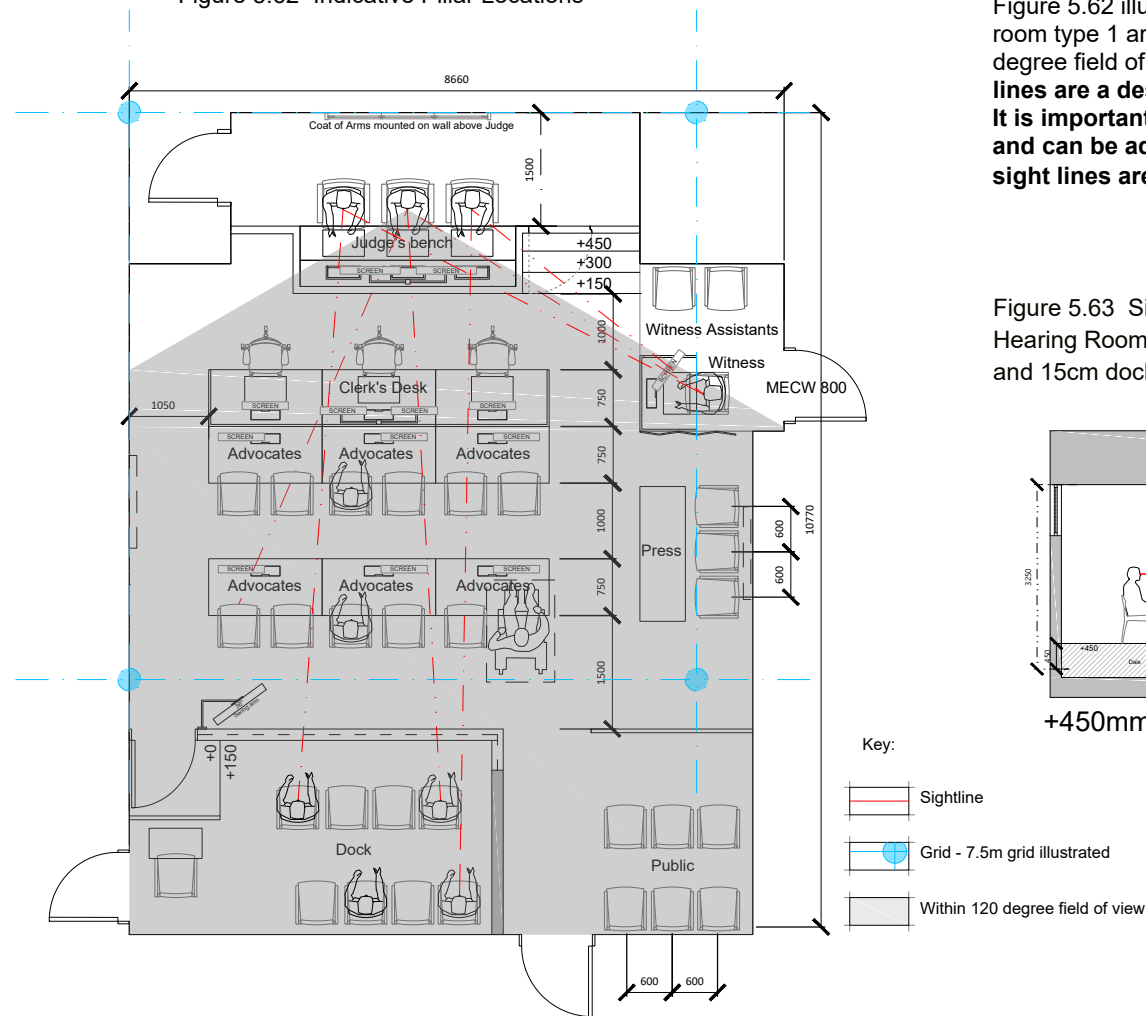 Figure 5.62 Indicative Pillar Locations
8660
Coat of Arms mounted on wall above Judge
1500
Judge's bench
SCREEN
SCREEN
+450
+300
+150
Witness Assistants
Witness
SCREEN
MECW 800
1000
Clerk's Desk
SCREEN
SCREEN
SCREEN
SCREEN
750
1050
SCREEN
SCREEN
SCREEN
Advocates
Advocates
Advocates
750
1000
Press
600
600
10770
SCREEN
SCREEN
SCREEN
Advocates
Advocates
Advocates
750
1500
Swing arm
+0
+150
Dock
Public
600
600
Figure 5.62 illu
room type 1 ar
degree field of
lines are a des
It is important
and can be ad
sight lines are
Figure 5.63 Si
Hearing Room
and 15cm doc
3250
450
+450
Dais
+450mm
Key:
Sightline
Grid - 7.5m grid illustrated
Within 120 degree field of view